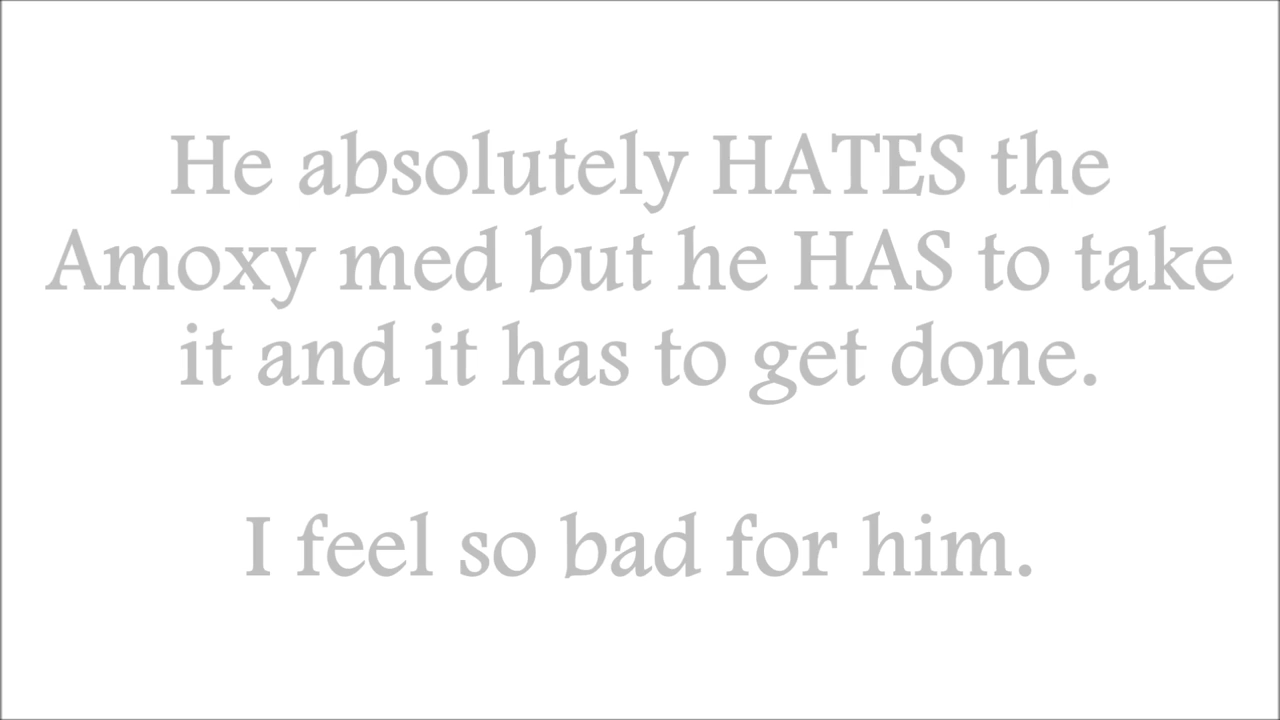 He absolutely HATES the
Amoxy med but he HAS to take
it and it has to get done.
I feel so bad for him.